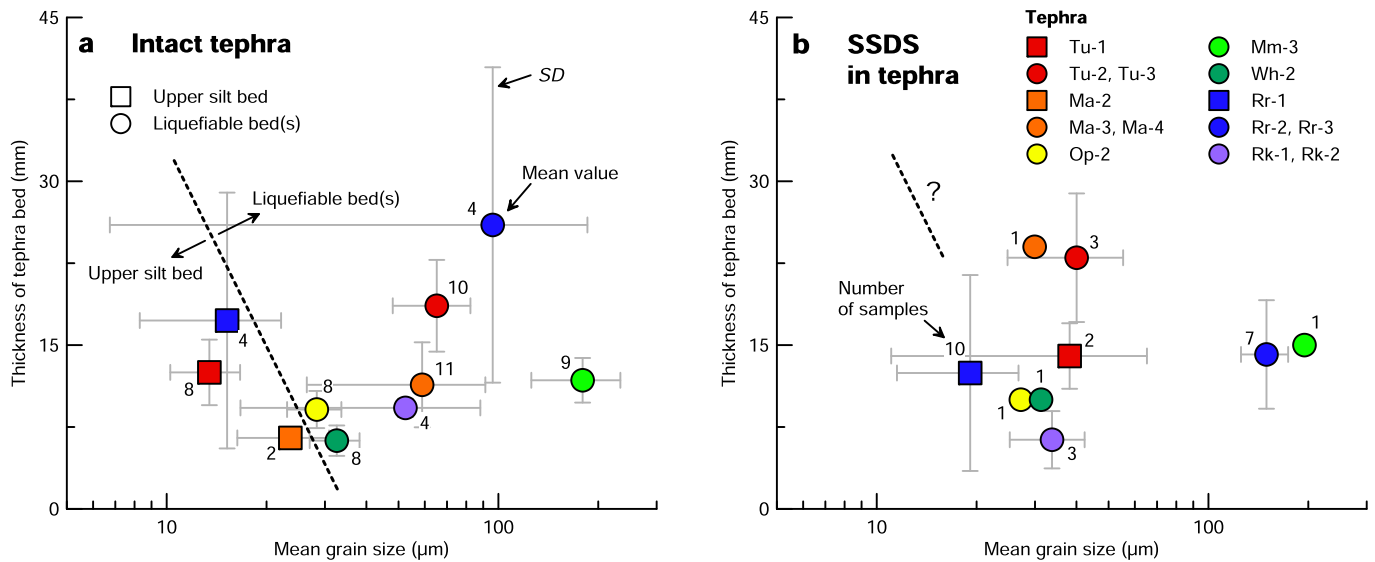 a Intact tephra
Upper silt bed
Liquefiable bed(s)
SD
Mean value
Liquefiable bed(s)
Upper silt bed
4
10
4
8
11
9
8
4
2
8
45
30
15
0
10
100
Thickness of tephra bed (mm)
Mean grain size (µm)
b SSDS
in tephra
Tephra
Tu-1
Tu-2, Tu-3
Ma-2
Ma-3, Ma-4
Op-2
Mm-3
Wh-2
Rr-1
Rr-2, Rr-3
Rk-1, Rk-2
?
Number
of samples
1
3
10
2
7
1
1
1
3
45
30
15
0
10
100
Thickness of tephra bed (mm)
Mean grain size (µm)